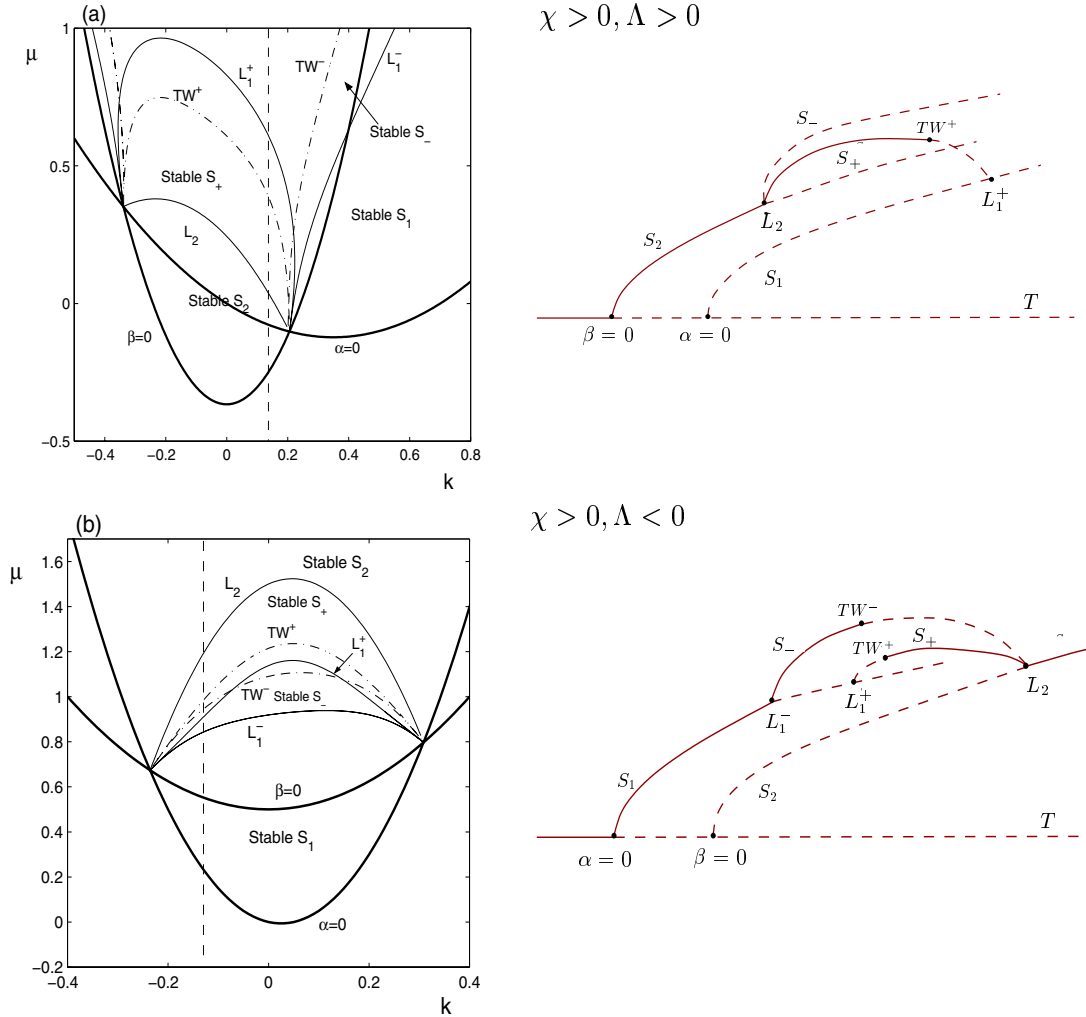 (a)
μ
1
0.5
0
-0.5
-0.4
-0.2
0
0.2
0.4
0.6
0.8
k
L₁⁺
TW⁺
TW⁻
L₁⁻
Stable S₋
Stable S₊
Stable S₁
L₂
Stable S₂
β=0
α=0
χ > 0, Λ > 0
S₋
TW⁺
S₊
L₁⁺
L₂
S₂
S₁
T
β = 0
α = 0
(b)
μ
1.6
1.4
1.2
1
0.8
0.6
0.4
0.2
0
-0.2
-0.4
-0.2
0
0.2
0.4
k
Stable S₂
L₂
Stable S₊
TW⁺
L₁⁺
TW⁻
Stable S₋
L₁⁻
β=0
Stable S₁
α=0
χ > 0, Λ < 0
TW⁻
S₋
TW⁺
S₊
L₁⁻
L₁⁺
L₂
S₁
S₂
T
α = 0
β = 0